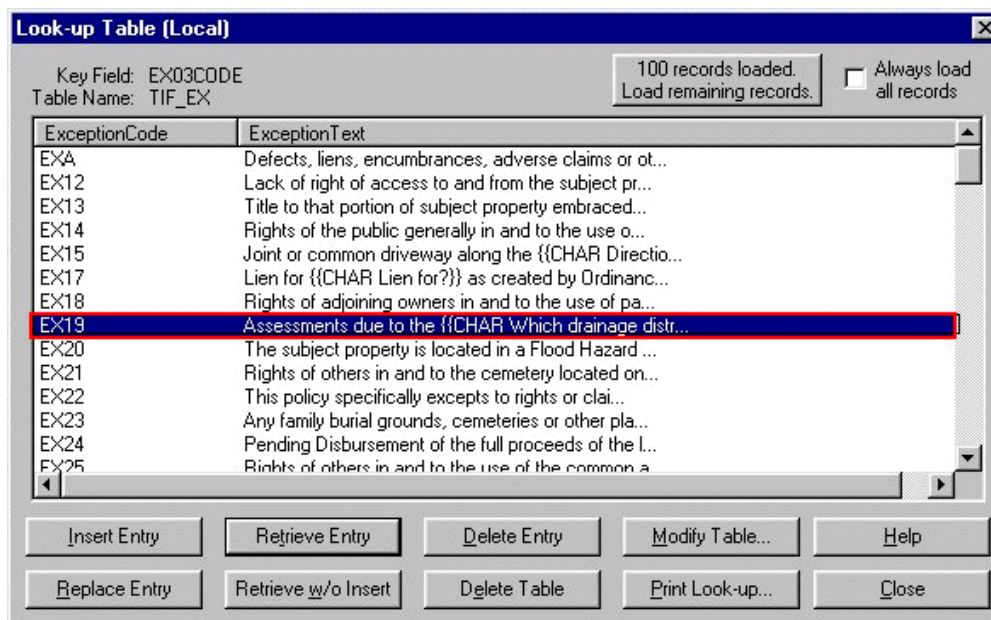 Look-up Table (Local)
Key Field: EX03CODE
Table Name: TIF_EX
100 records loaded.
Load remaining records.
Always load
all records
ExceptionCode ExceptionText
EXA Defects, liens, encumbrances, adverse claims or ot...
EX12 Lack of right of access to and from the subject pr...
EX13 Title to that portion of subject property embraced...
EX14 Rights of the public generally in and to the use o...
EX15 Joint or common driveway along the {{CHAR Directio...
EX17 Lien for {{CHAR Lien for?}} as created by Ordinanc...
EX18 Rights of adjoining owners in and to the use of pa...
EX19 Assessments due to the {{CHAR Which drainage distr...
EX20 The subject property is located in a Flood Hazard ...
EX21 Rights of others in and to the cemetery located on...
EX22 This policy specifically excepts to rights or clai...
EX23 Any family burial grounds, cemeteries or other pla...
EX24 Pending Disbursement of the full proceeds of the l...
EX25 Rights of others in and to the use of the common a
Insert Entry Retrieve Entry Delete Entry Modify Table... Help
Replace Entry Retrieve w/o Insert Delete Table Print Look-up... Close